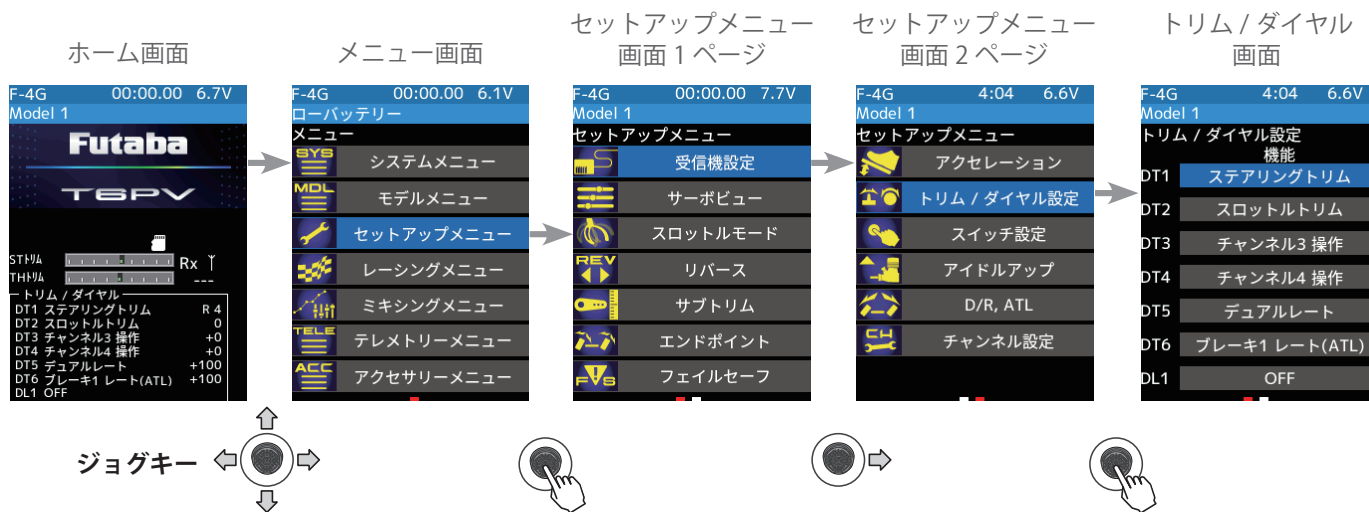 ホーム画面
F-4G 00:00.00 6.7V
Model 1
Futaba
T6PV
STトリム
Rx
THトリム
---
トリム / ダイヤル
DT1 ステアリングトリム R 4
DT2 スロットルトリム 0
DT3 チャンネル3 操作 +0
DT4 チャンネル4 操作 +0
DT5 デュアルレート +100
DT6 ブレーキ1 レート(ATL) +100
DL1 OFF
メニュー画面
F-4G 00:00.00 6.1V
ローバッテリー
メニュー
SYS システムメニュー
MDL モデルメニュー
セットアップメニュー
レーシングメニュー
ミキシングメニュー
TELE テレメトリーメニュー
ACC アクセサリーメニュー
セットアップメニュー
画面 1 ページ
F-4G 00:00.00 7.7V
Model 1
セットアップメニュー
受信機設定
サーボビュー
スロットルモード
REV リバース
サブトリム
エンドポイント
F V S フェイルセーフ
セットアップメニュー
画面 2 ページ
F-4G 4:04 6.6V
Model 1
セットアップメニュー
アクセレーション
トリム / ダイヤル設定
スイッチ設定
アイドルアップ
D/R, ATL
CH チャンネル設定
トリム / ダイヤル
画面
F-4G 4:04 6.6V
Model 1
トリム / ダイヤル設定
機能
DT1 ステアリングトリム
DT2 スロットルトリム
DT3 チャンネル3 操作
DT4 チャンネル4 操作
DT5 デュアルレート
DT6 ブレーキ1 レート(ATL)
DL1 OFF
ジョグキー